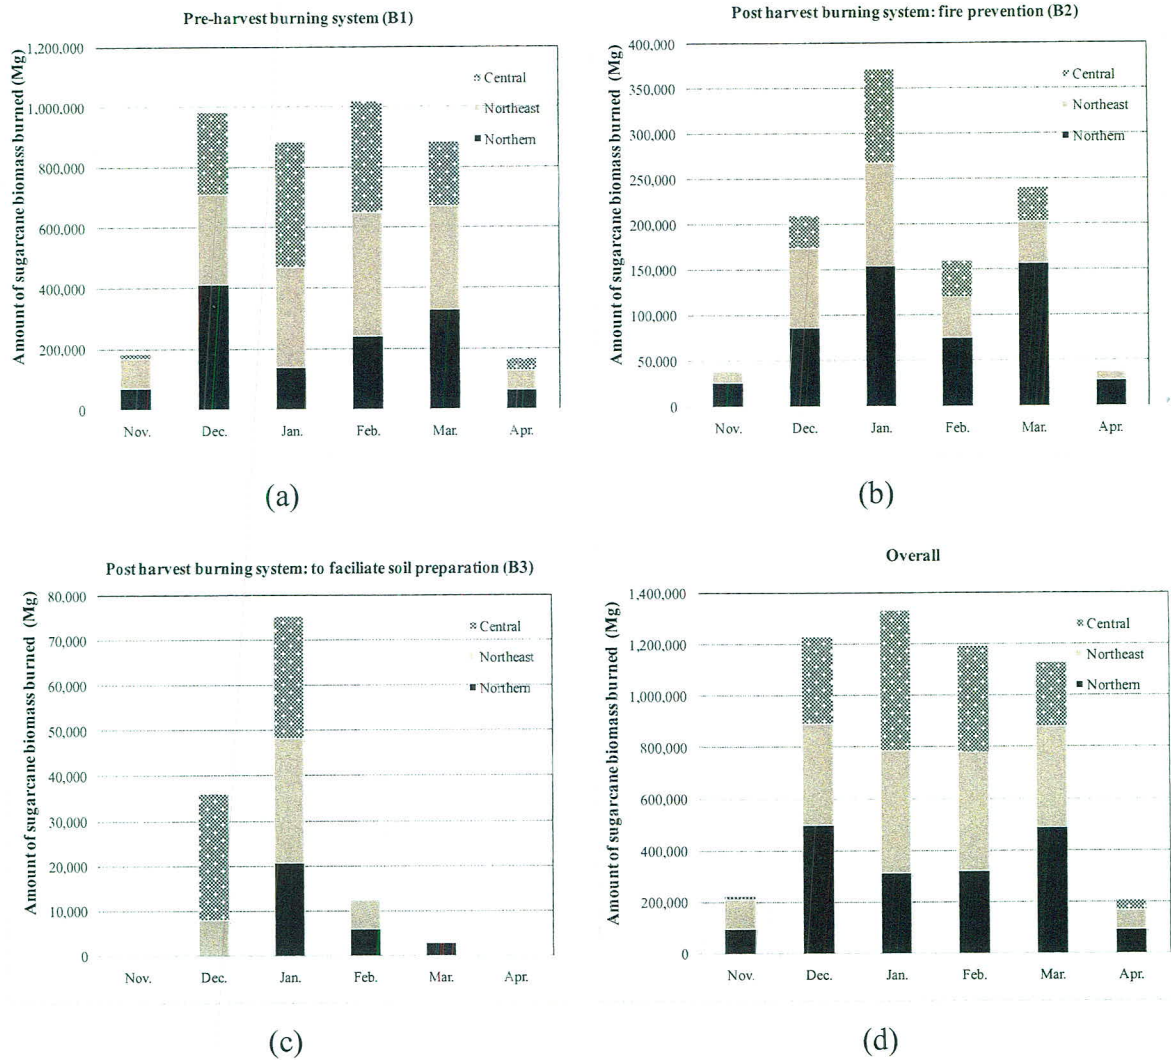 Pre-harvest burning system (B1)
Amount of sugarcane biomass burned (Mg)
1,200,000
1,000,000
800,000
600,000
400,000
200,000
0
Central
Northeast
Northern
Nov. Dec. Jan. Feb. Mar. Apr.
(a)
Post harvest burning system: fire prevention (B2)
Amount of sugarcane biomass burned (Mg)
400,000
350,000
300,000
250,000
200,000
150,000
100,000
50,000
0
Central
Northeast
Northern
Nov. Dec. Jan. Feb. Mar. Apr.
(b)
Post harvest burning system: to faciliate soil preparation (B3)
Amount of sugarcane biomass burned (Mg)
80,000
70,000
60,000
50,000
40,000
30,000
20,000
10,000
0
Central
Northeast
Northern
Nov. Dec. Jan. Feb. Mar. Apr.
(c)
Overall
Amount of sugarcane biomass burned (Mg)
1,400,000
1,200,000
1,000,000
800,000
600,000
400,000
200,000
0
Central
Northeast
Northern
Nov. Dec. Jan. Feb. Mar. Apr.
(d)